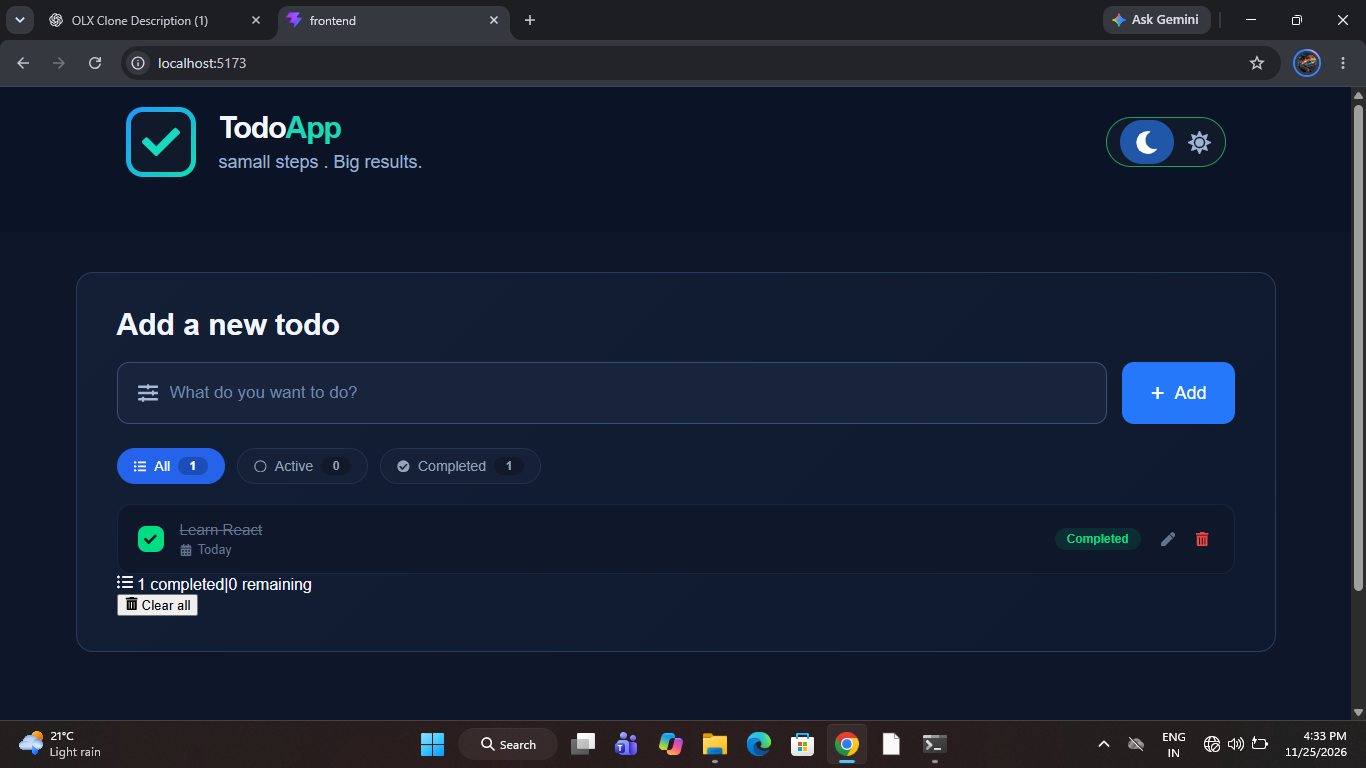 OLX Clone Description (1)
frontend
Ask Gemini
localhost:5173
TodoApp
samall steps . Big results.
Add a new todo
What do you want to do?
+ Add
All 1
Active 0
Completed 1
Learn React
Today
Completed
1 completed|0 remaining
Clear all
21°C
Light rain
Search
ENG
IN
4:33 PM
11/25/2026